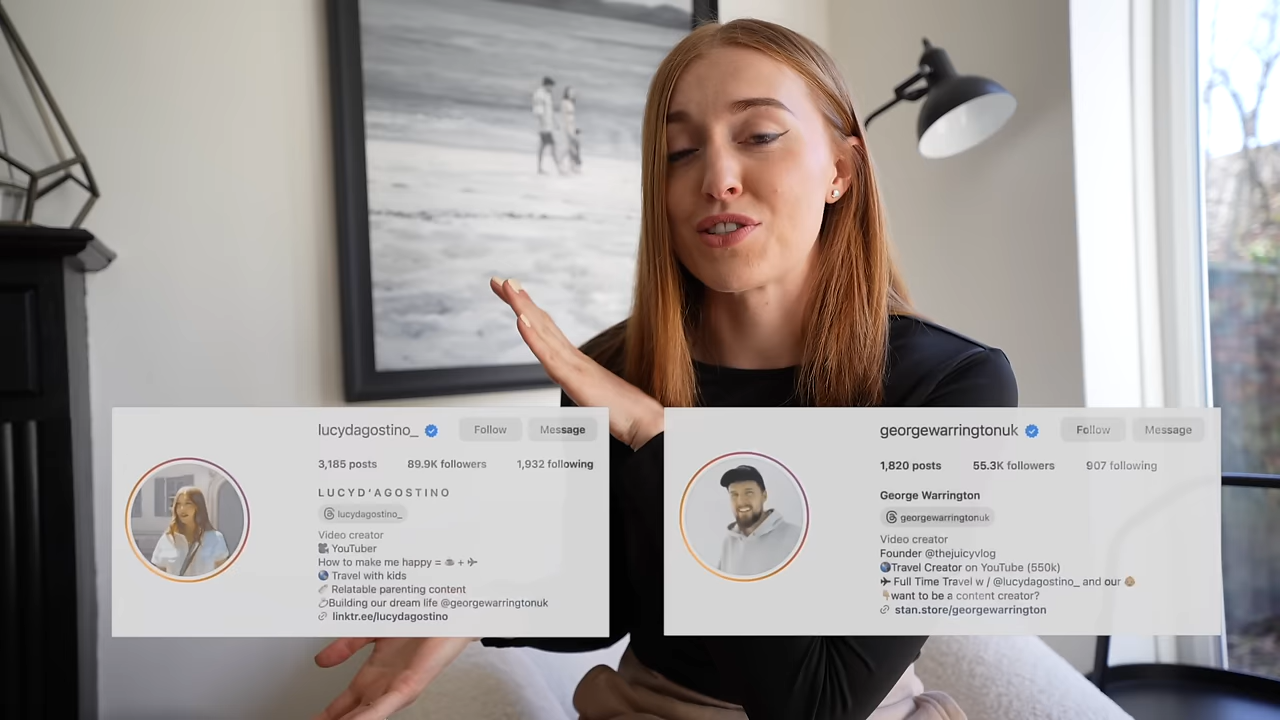 lucydagostino_
Follow
Message
3,185 posts
89.9K followers
1,932 following
LUCYD'AGOSTINO
lucydagostino_
Video creator
YouTuber
How to make me happy = ☕ + ✈
Travel with kids
Relatable parenting content
Building our dream life @georgewarringtonuk
linktr.ee/lucydagostino
georgewarringtonuk
Follow
Message
1,820 posts
55.3K followers
907 following
George Warrington
georgewarringtonuk
Video creator
Founder @thejuicyvlog
Travel Creator on YouTube (550k)
Full Time Travel w / @lucydagostino_ and our
want to be a content creator?
stan.store/georgewarrington